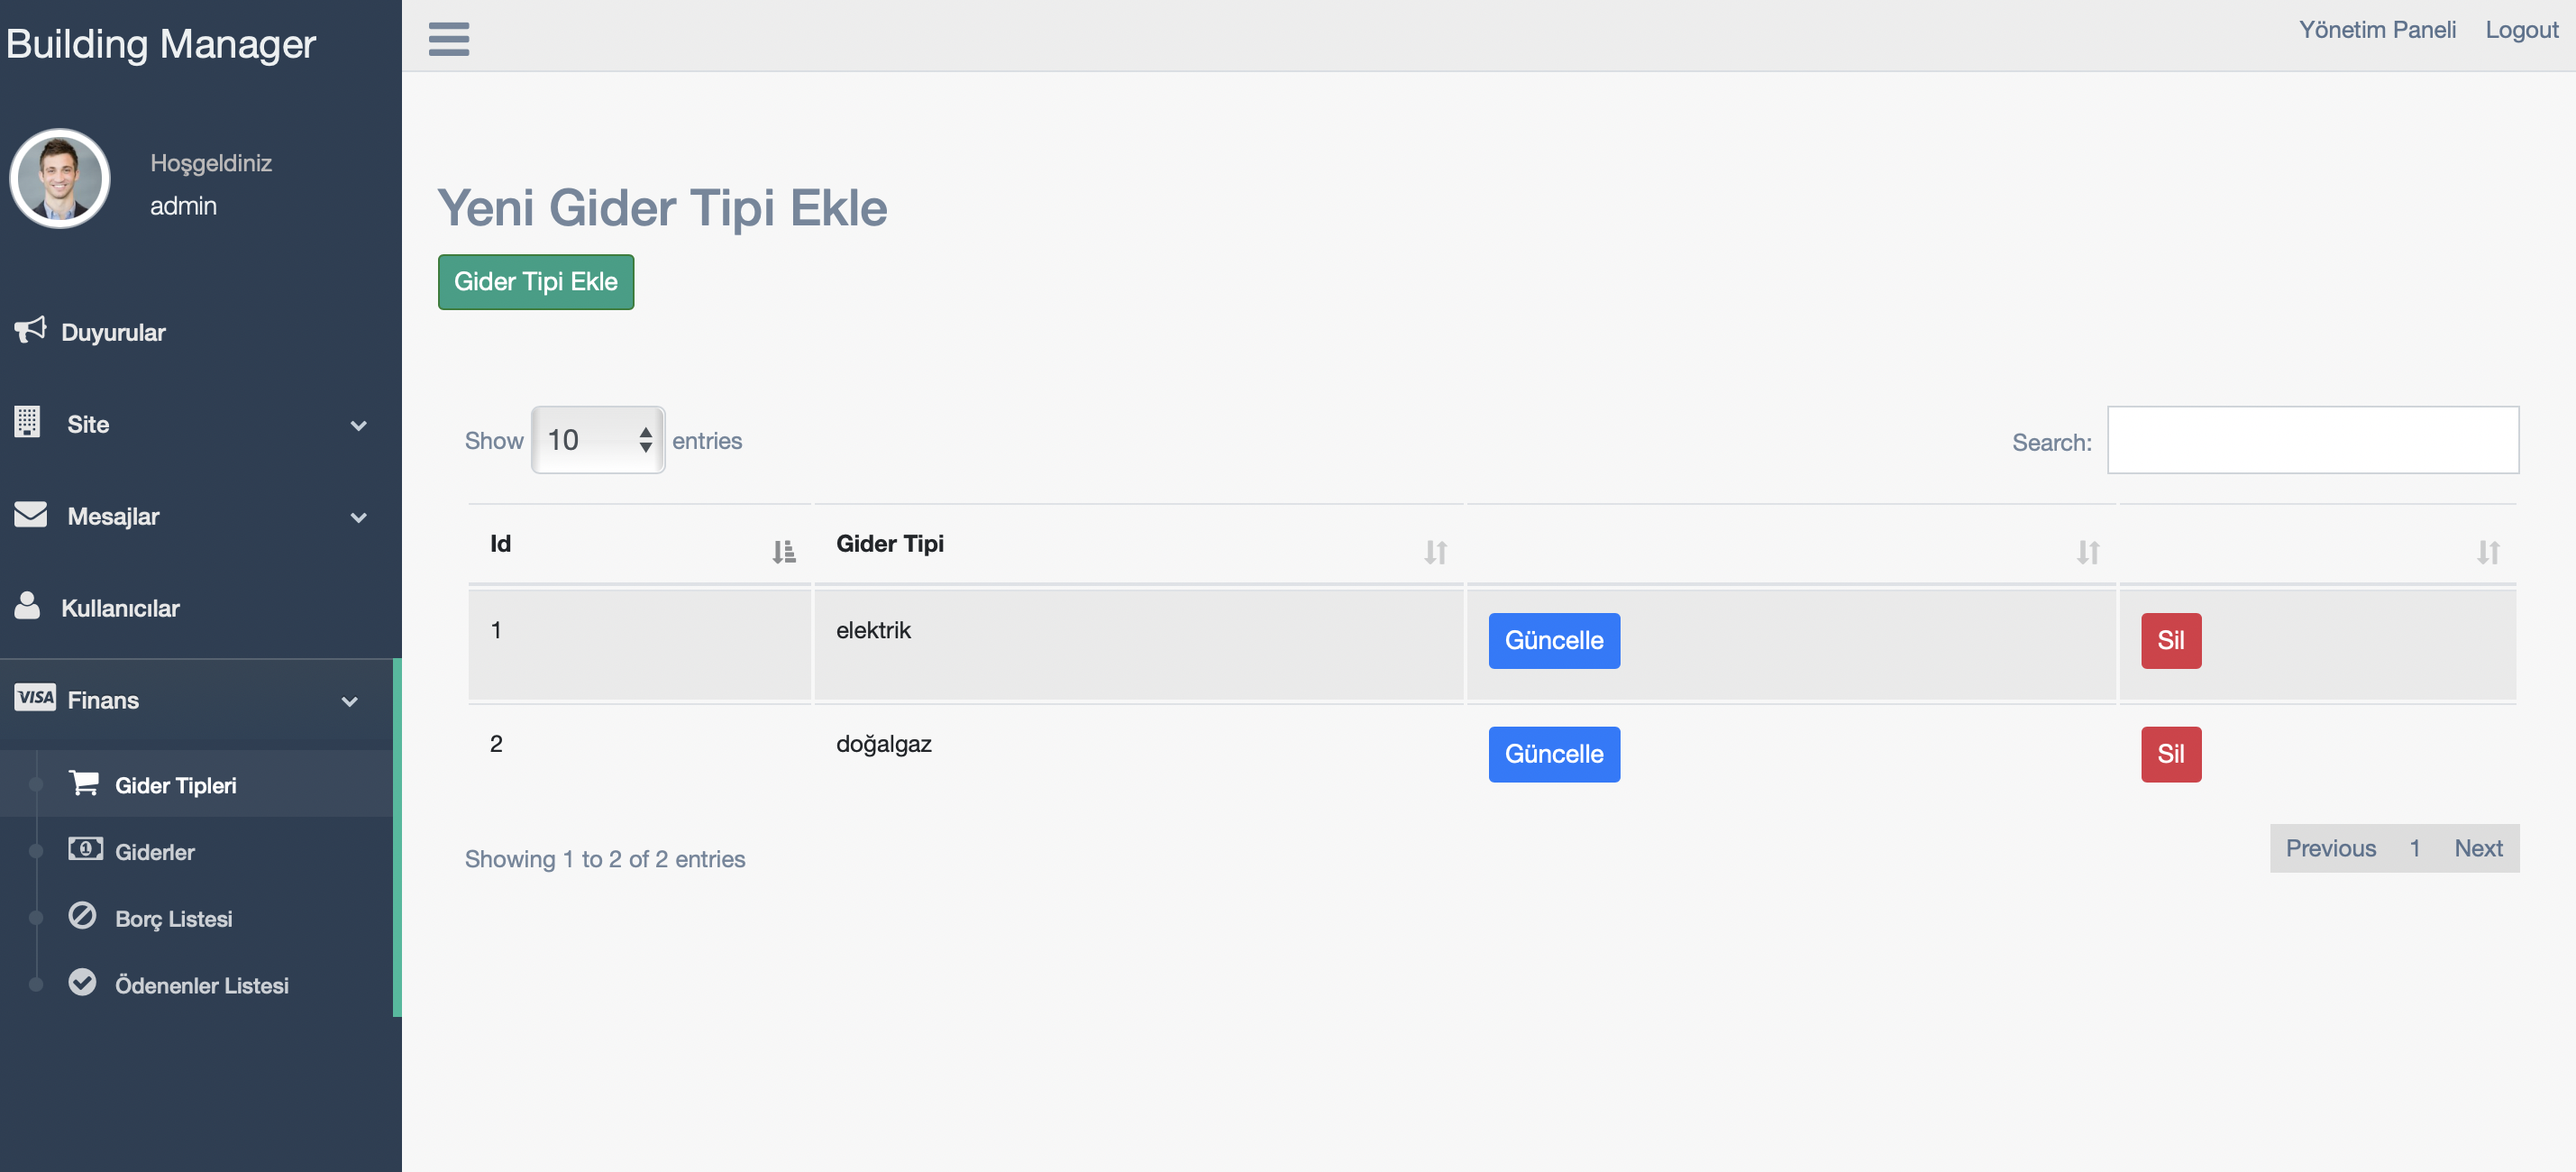 Building Manager
Yönetim Paneli Logout
Hoşgeldiniz
admin
Duyurular
Site
Mesajlar
Kullanıcılar
VISA Finans
Gider Tipleri
Giderler
Borç Listesi
Ödenenler Listesi
Yeni Gider Tipi Ekle
Gider Tipi Ekle
Show 10 entries
Search:
Id Gider Tipi
1 elektrik Güncelle Sil
2 doğalgaz Güncelle Sil
Showing 1 to 2 of 2 entries
Previous 1 Next